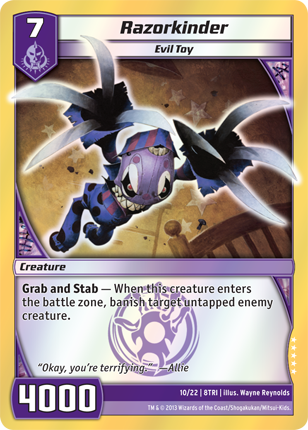 7
Razorkinder
Evil Toy
Creature
Grab and Stab — When this creature enters
the battle zone, banish target untapped enemy
creature.
"Okay, you're terrifying." —Allie
4000
10/22 | 8TRI | illus. Wayne Reynolds
TM & © 2013 Wizards of the Coast/Shogakukan/Mitsui-Kids.